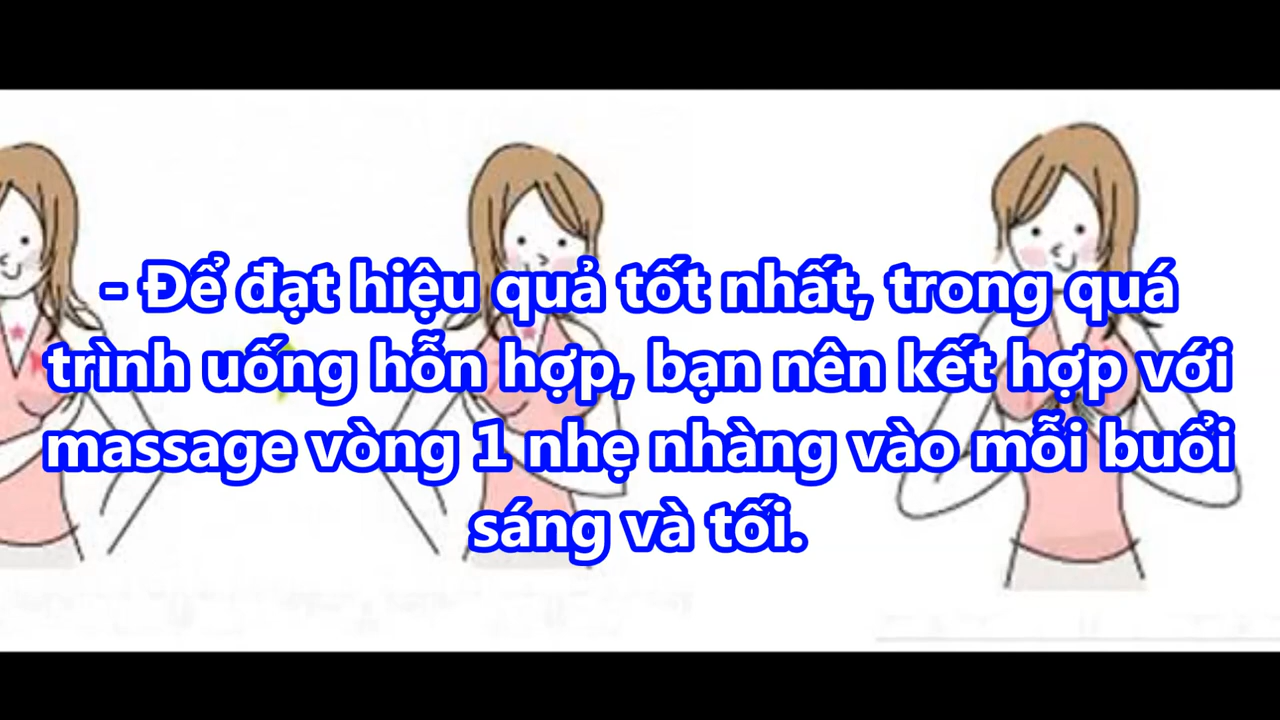 - Để đạt hiệu quả tốt nhất, trong quá
trình uống hỗn hợp, bạn nên kết hợp với
massage vòng 1 nhẹ nhàng vào mỗi buổi
sáng và tối.